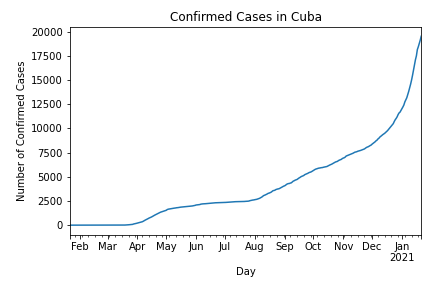 Confirmed Cases in Cuba
Number of Confirmed Cases
20000
17500
15000
12500
10000
7500
5000
2500
0
Feb Mar Apr May Jun Jul Aug Sep Oct Nov Dec Jan
2021
Day